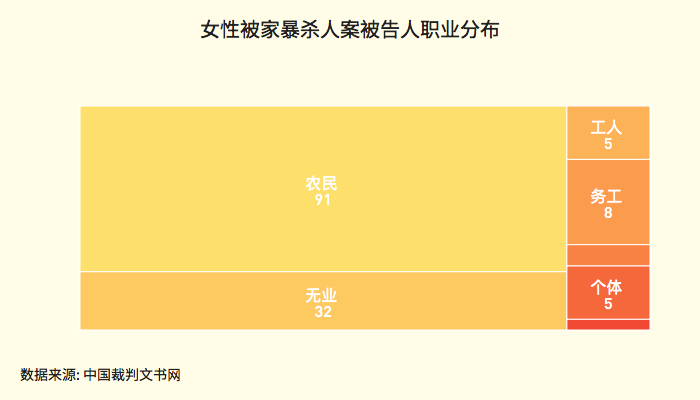 女性被家暴杀人案被告人职业分布
农民
91
无业
32
工人
5
务工
8
个体
5
数据来源: 中国裁判文书网